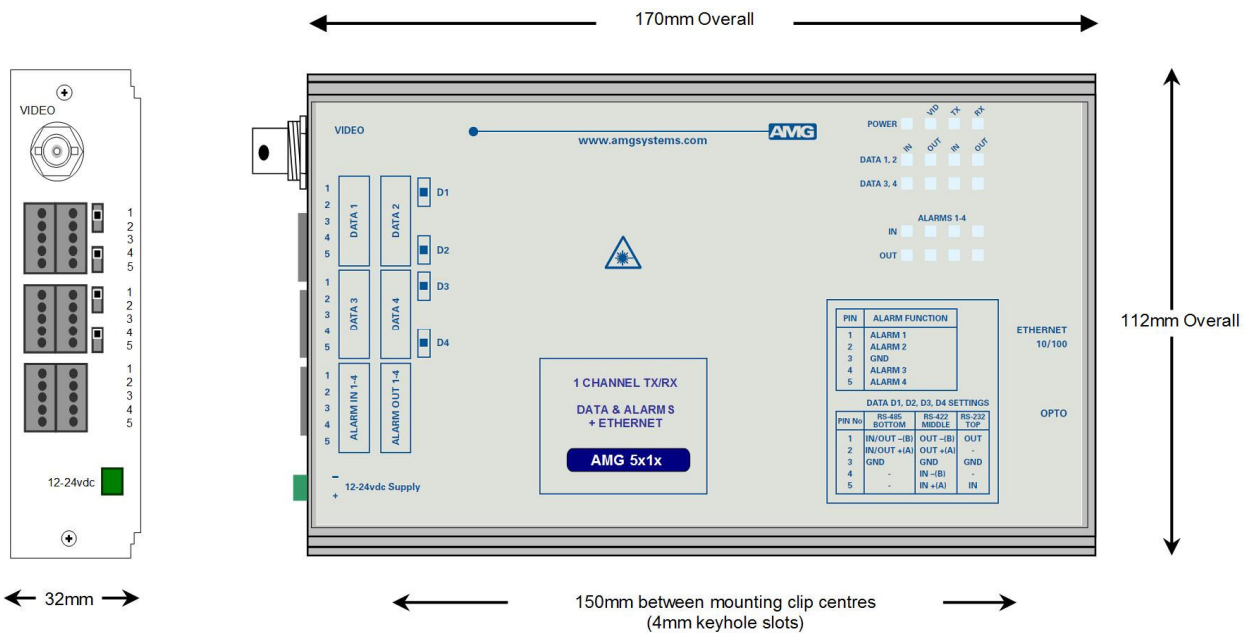 170mm Overall
VIDEO
1
2
3
4
5
1
2
3
4
5
1
2
3
4
5
12-24vdc
32mm
VIDEO
www.amgsystems.com
AMG
VID TX RX
POWER
IN OUT IN OUT
DATA 1, 2
DATA 3, 4
ALARMS 1-4
IN
OUT
1
2
3
4
5
DATA 1
DATA 2
D1
D2
1
2
3
4
5
DATA 3
DATA 4
D3
D4
1
2
3
4
5
ALARM IN 1-4
ALARM OUT 1-4
–
+
12-24vdc Supply
1 CHANNEL TX/RX
DATA & ALARMS
+ ETHERNET
AMG 5x1x
PIN ALARM FUNCTION
1 ALARM 1
2 ALARM 2
3 GND
4 ALARM 3
5 ALARM 4
DATA D1, D2, D3, D4 SETTINGS
PIN No RS-485 BOTTOM RS-422 MIDDLE RS-232 TOP
1 IN/OUT –(B) OUT –(B) OUT
2 IN/OUT +(A) OUT +(A) -
3 GND GND GND
4 - IN –(B) -
5 - IN +(A) IN
ETHERNET
10/100
OPTO
112mm Overall
150mm between mounting clip centres
(4mm keyhole slots)